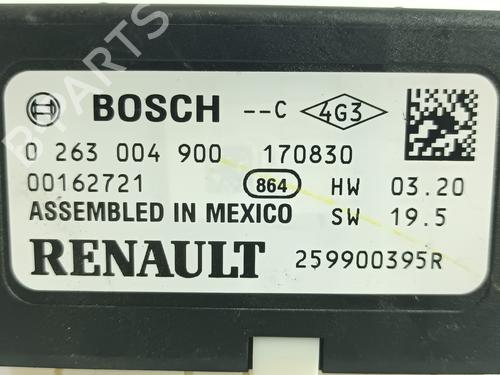 BOSCH --C 4G3
0 263 004 900 170830
00162721 864 HW 03.20
ASSEMBLED IN MEXICO SW 19.5
RENAULT 259900395R